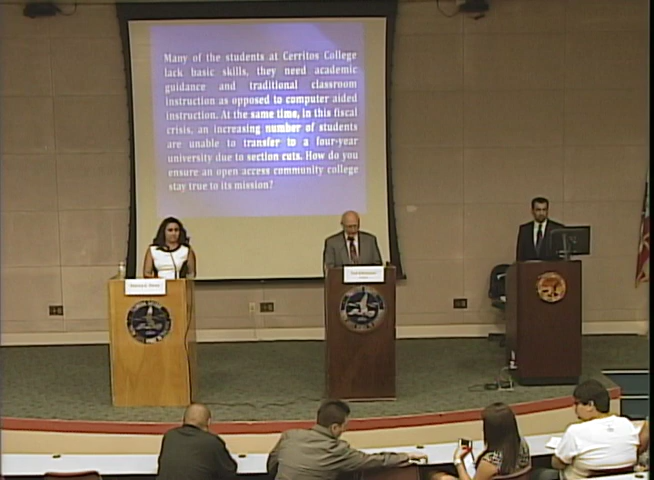 Many of the students at Cerritos College
lack basic skills, they need academic
guidance and traditional classroom
instruction as opposed to computer aided
instruction. At the same time, in this fiscal
crisis, an increasing number of students
are unable to transfer to a four-year
university due to section cuts. How do you
ensure an open access community college
stay true to its mission?